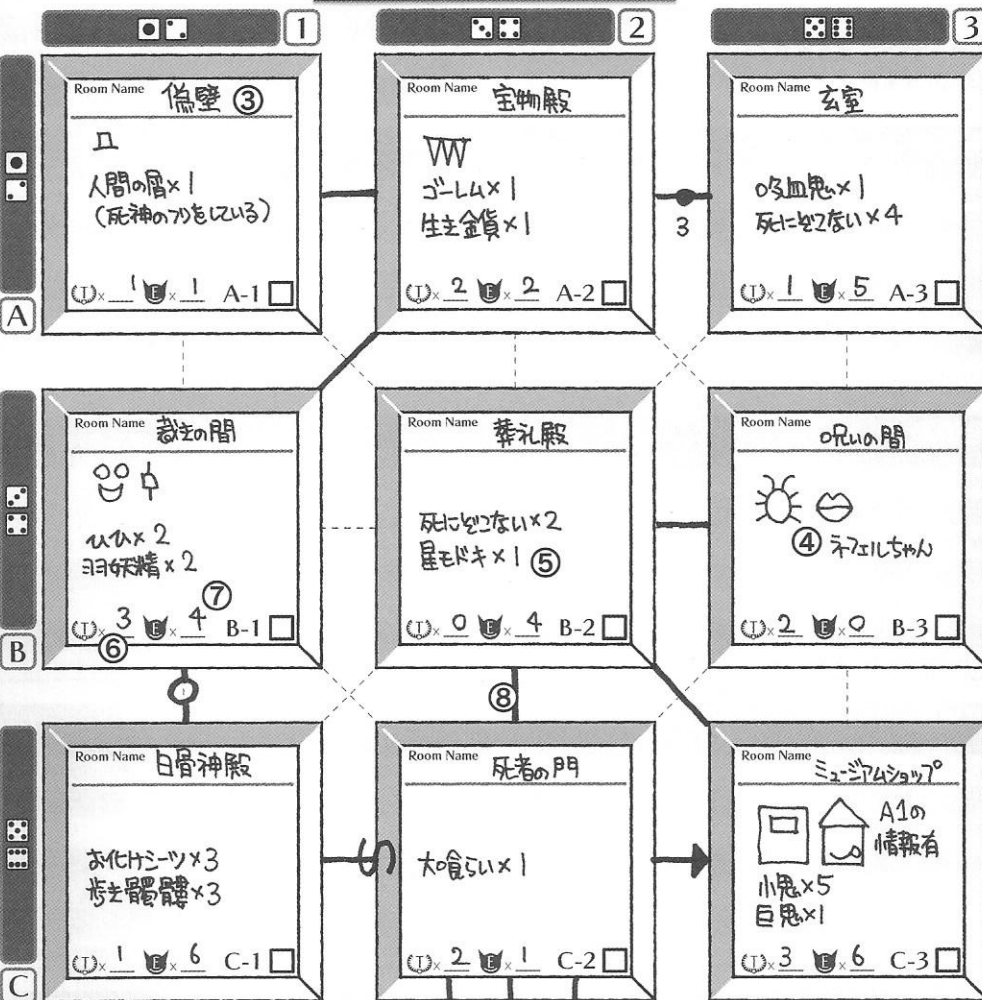 1
2
3
A
Room Name 偽壁 ③
人間の屑×1
(死神のフリをしている)
T×1 E×1 A-1
Room Name 宝物殿
ゴーレム×1
生き金貨×1
T×2 E×2 A-2
3
Room Name 玄室
吸血鬼×1
死にぞこない×4
T×1 E×5 A-3
B
Room Name 裁きの間
ひひ×2
羽妖精×2
⑦
T×3 E×4 B-1
⑥
Room Name 葬礼殿
死にぞこない×2
星モドキ×1 ⑤
T×0 E×4 B-2
Room Name 呪いの間
④ ネフェルちゃん
T×2 E×0 B-3
⑧
C
Room Name 白骨神殿
お化けシーツ×3
歩き髑髏×3
T×1 E×6 C-1
Room Name 死者の門
大喰らい×1
T×2 E×1 C-2
Room Name ミュージアムショップ
A1の
情報有
小鬼×5
巨鬼×1
T×3 E×6 C-3